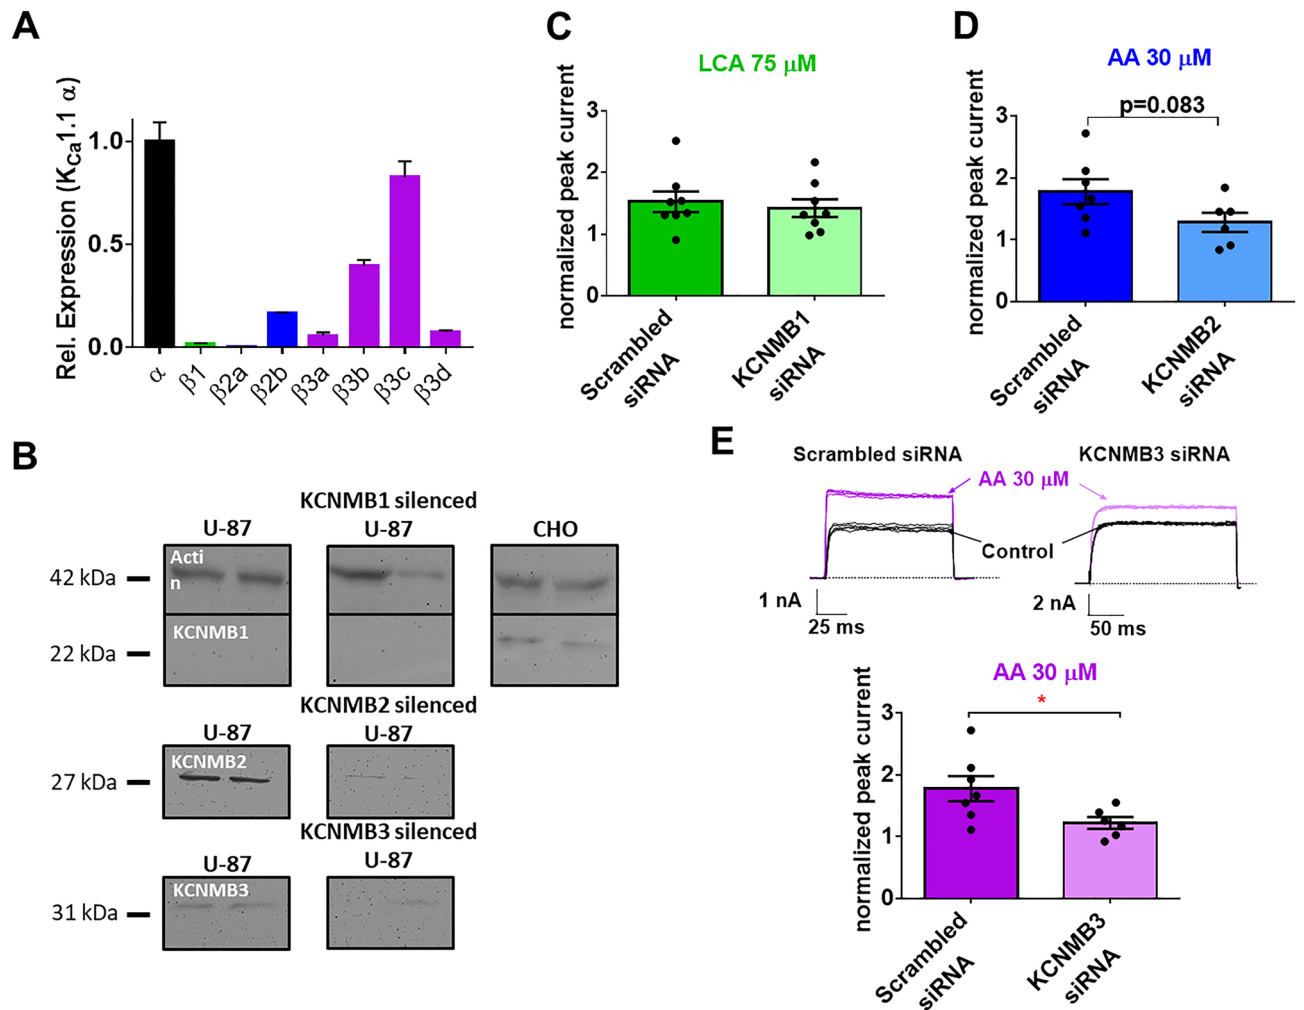 A
Rel. Expression (KCa1.1 α)
1.0
0.5
0.0
α
β1
β2a
β2b
β3a
β3b
β3c
β3d
B
KCNMB1 silenced
U-87
U-87
CHO
Acti
n
42 kDa
KCNMB1
22 kDa
KCNMB2 silenced
U-87
U-87
KCNMB2
27 kDa
KCNMB3 silenced
U-87
U-87
KCNMB3
31 kDa
C
LCA 75 μM
normalized peak current
3
2
1
0
Scrambled
siRNA
KCNMB1
siRNA
D
AA 30 μM
p=0.083
normalized peak current
3
2
1
0
Scrambled
siRNA
KCNMB2
siRNA
E
Scrambled siRNA
KCNMB3 siRNA
AA 30 μM
Control
1 nA
25 ms
2 nA
50 ms
AA 30 μM
*
normalized peak current
3
2
1
0
Scrambled
siRNA
KCNMB3
siRNA